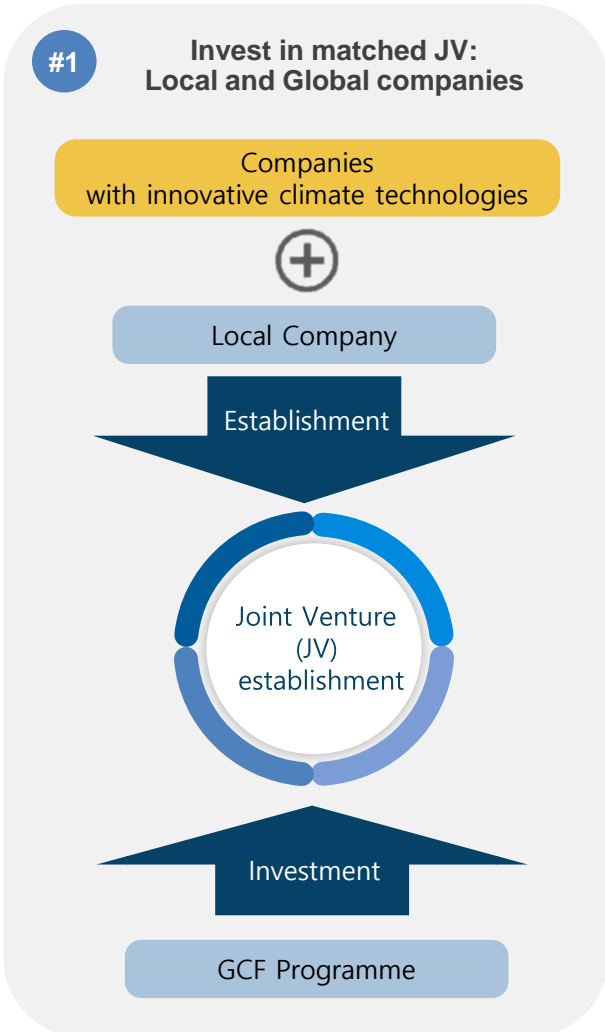 #1
Invest in matched JV:
Local and Global companies
Companies
with innovative climate technologies
Local Company
Establishment
Joint Venture
(JV)
establishment
Investment
GCF Programme